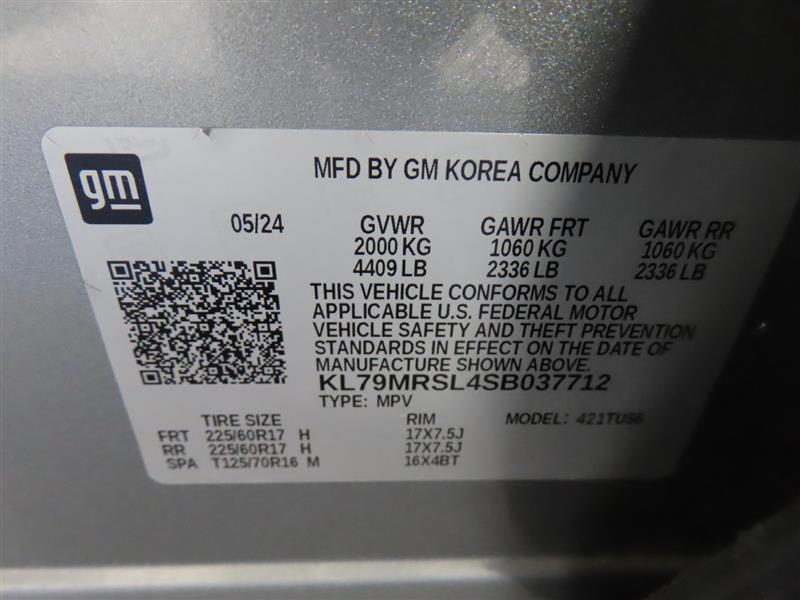 gm
MFD BY GM KOREA COMPANY
05/24 GVWR GAWR FRT GAWR RR
2000 KG 1060 KG 1060 KG
4409 LB 2336 LB 2336 LB
THIS VEHICLE CONFORMS TO ALL
APPLICABLE U.S. FEDERAL MOTOR
VEHICLE SAFETY AND THEFT PREVENTION
STANDARDS IN EFFECT ON THE DATE OF
MANUFACTURE SHOWN ABOVE.
KL79MRSL4SB037712
TYPE: MPV
TIRE SIZE RIM MODEL: 421TU56
FRT 225/60R17 H 17X7.5J
RR 225/60R17 H 17X7.5J
SPA T125/70R16 M 16X4BT